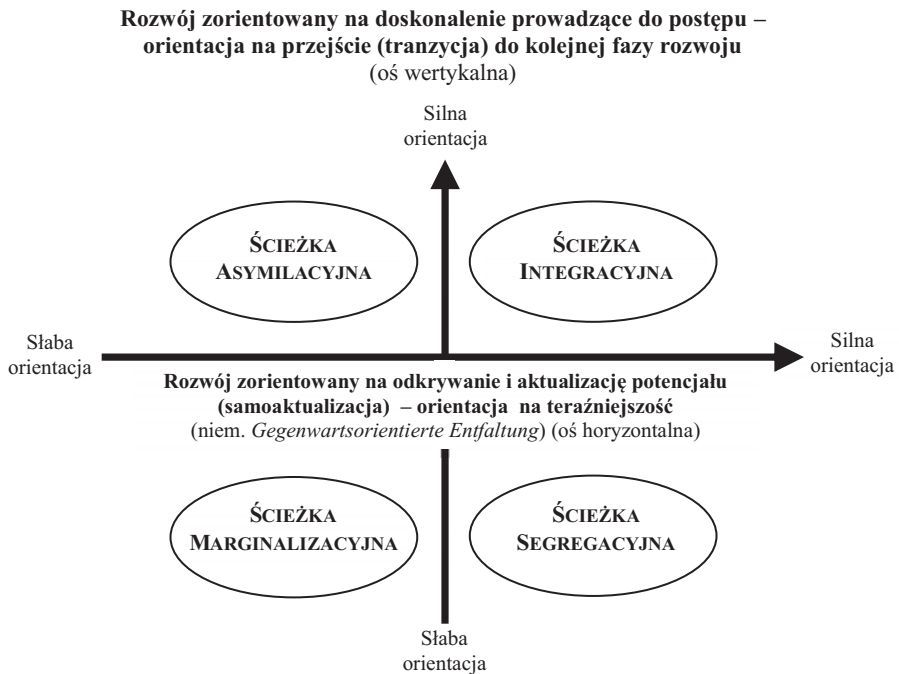 Rozwój zorientowany na doskonalenie prowadzące do postępu –
orientacja na przejście (tranzycja) do kolejnej fazy rozwoju
(oś wertykalna)
Silna
orientacja
ŚCIEŻKA
ASYMILACYJNA
ŚCIEŻKA
INTEGRACYJNA
Słaba
orientacja
Silna
orientacja
Rozwój zorientowany na odkrywanie i aktualizację potencjału
(samoaktualizacja) – orientacja na teraźniejszość
(niem. Gegenwartsorientierte Entfaltung) (oś horyzontalna)
ŚCIEŻKA
MARGINALIZACYJNA
ŚCIEŻKA
SEGREGACYJNA
Słaba
orientacja